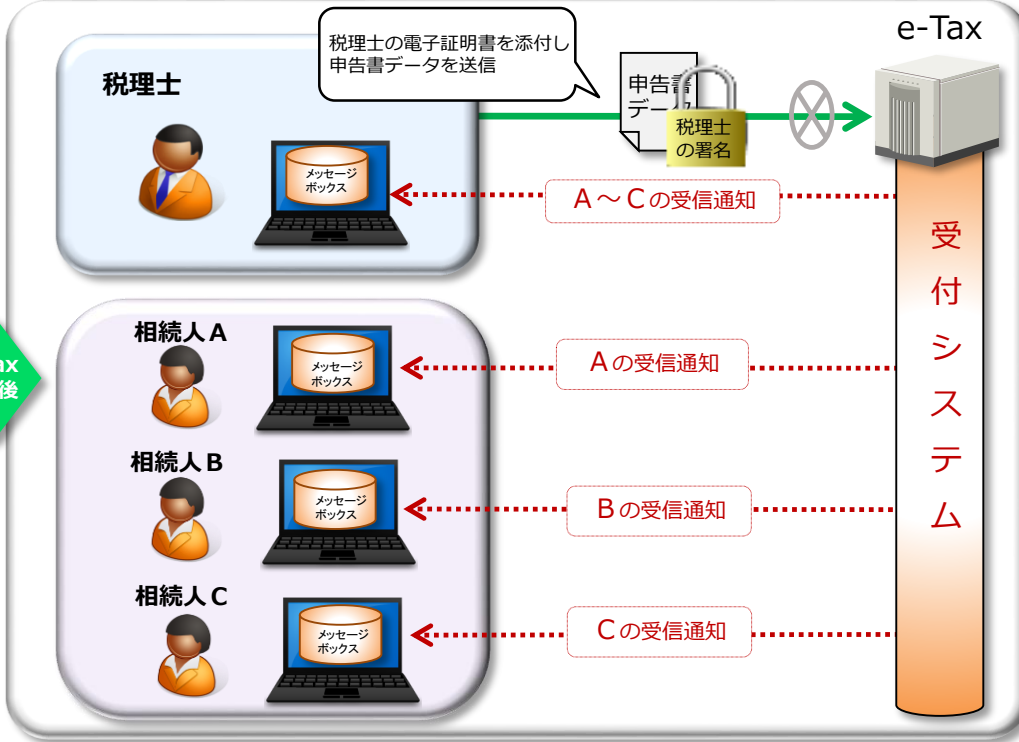 税理士の電子証明書を添付し
申告書データを送信
e-Tax
税理士
申告書
データ
税理士
の署名
メッセージ
ボックス
A～Cの受信通知
受付システム
相続人A
メッセージ
ボックス
Aの受信通知
後
相続人B
メッセージ
ボックス
Bの受信通知
相続人C
メッセージ
ボックス
Cの受信通知